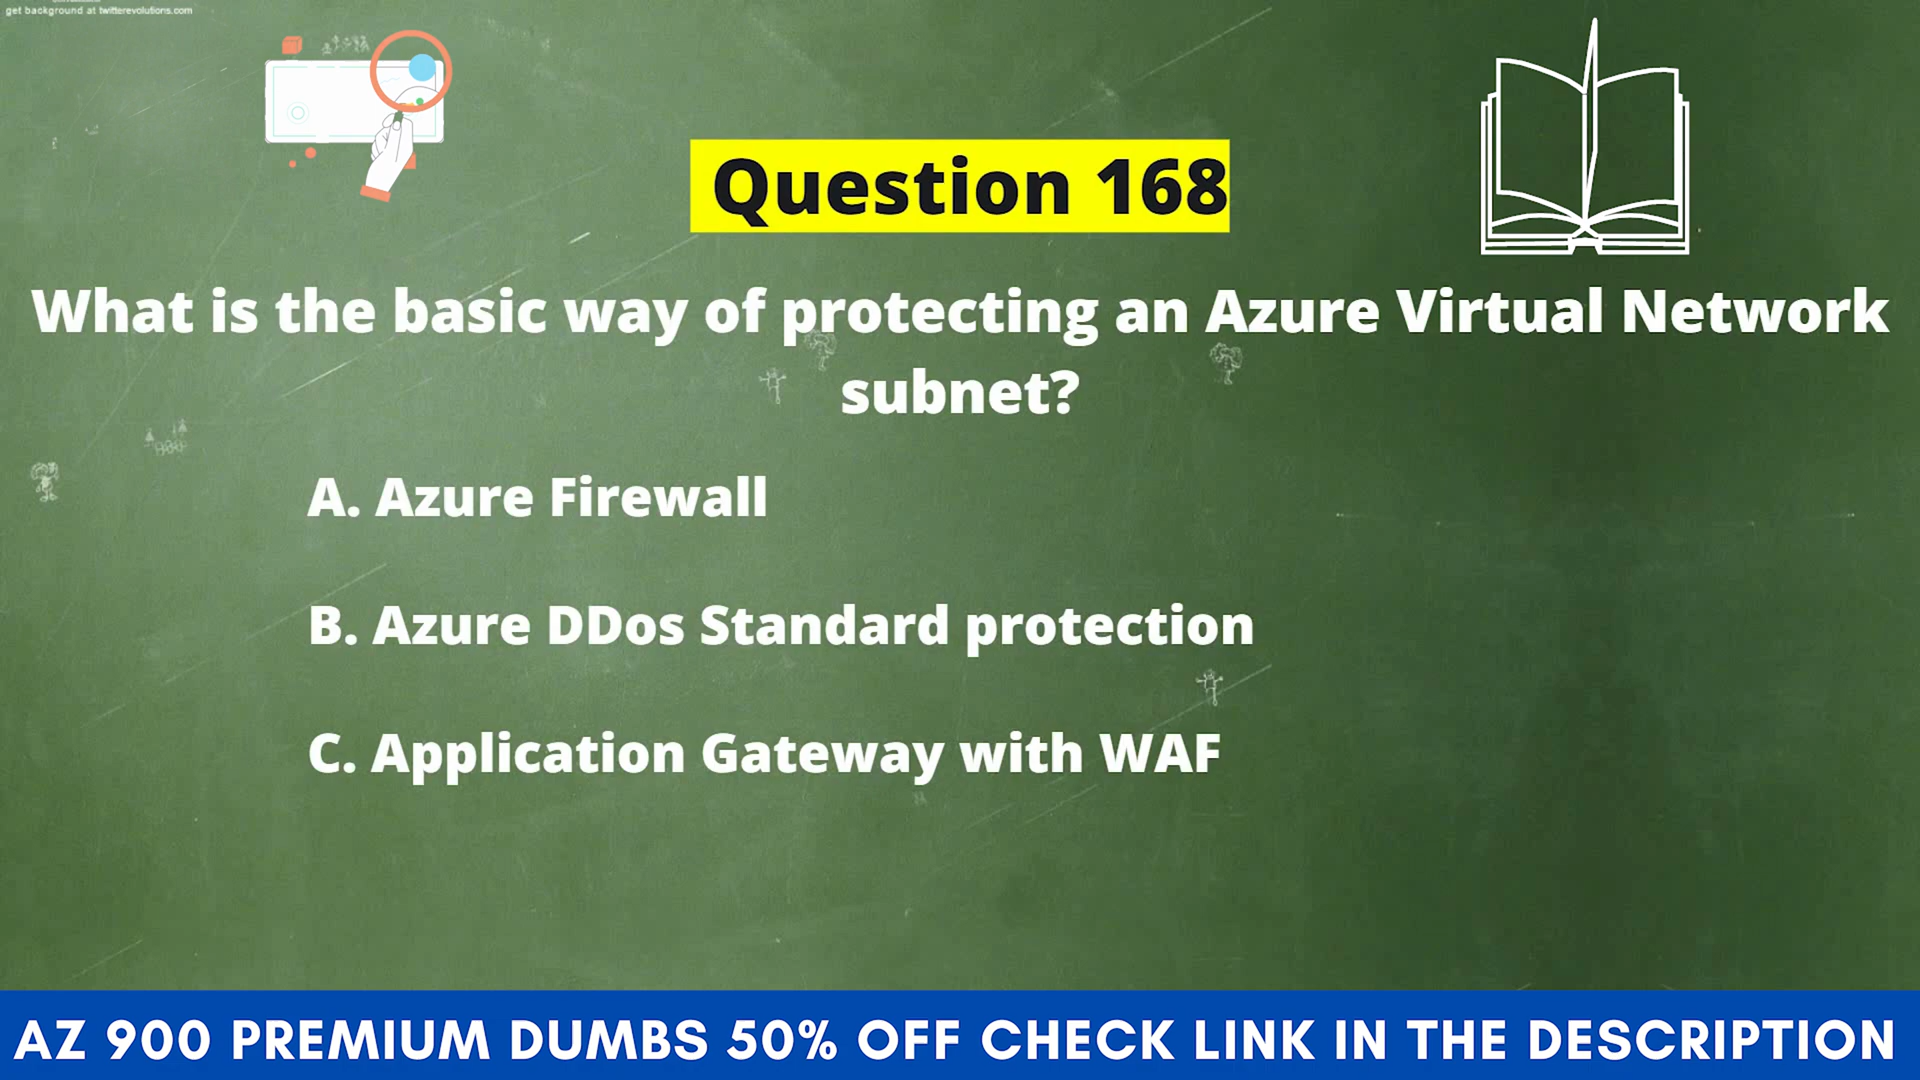 get background at twitterevolutions.com
Question 168
What is the basic way of protecting an Azure Virtual Network
subnet?
A. Azure Firewall
B. Azure DDos Standard protection
C. Application Gateway with WAF
AZ 900 PREMIUM DUMBS 50% OFF CHECK LINK IN THE DESCRIPTION